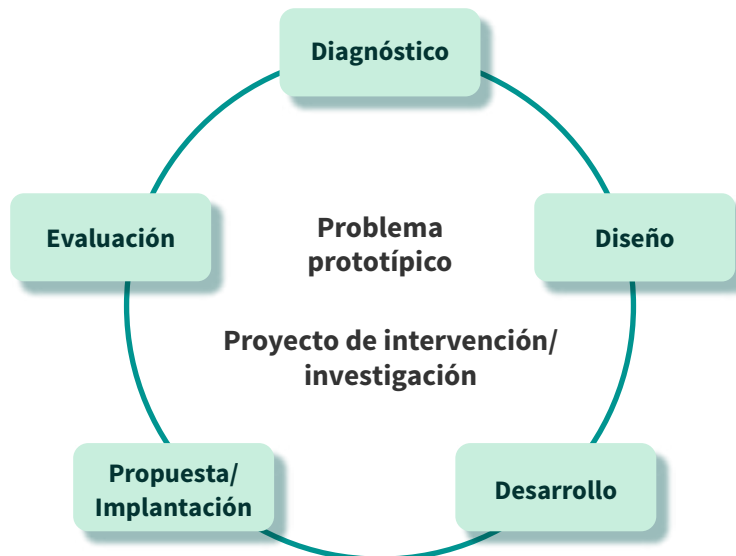 Diagnóstico
Evaluación
Problema
prototípico
Diseño
Proyecto de intervención/
investigación
Propuesta/
Implantación
Desarrollo